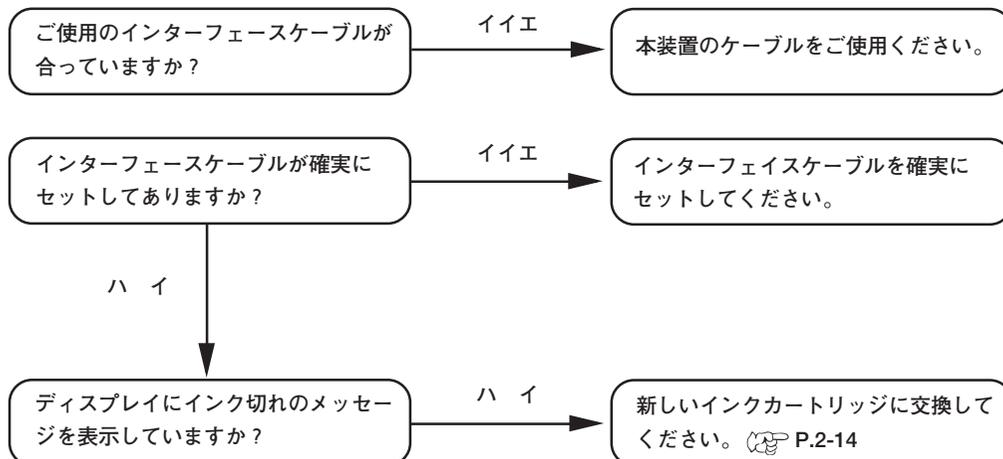 ご使用のインターフェースケーブルが
合っていますか?
イイエ
本装置のケーブルをご使用ください。
インターフェースケーブルが確実に
セットしてありますか?
イイエ
インターフェイスケーブルを確実に
セットしてください。
ハ イ
ディスプレイにインク切れのメッセー
ジを表示していますか?
ハ イ
新しいインクカートリッジに交換して
ください。 P.2-14